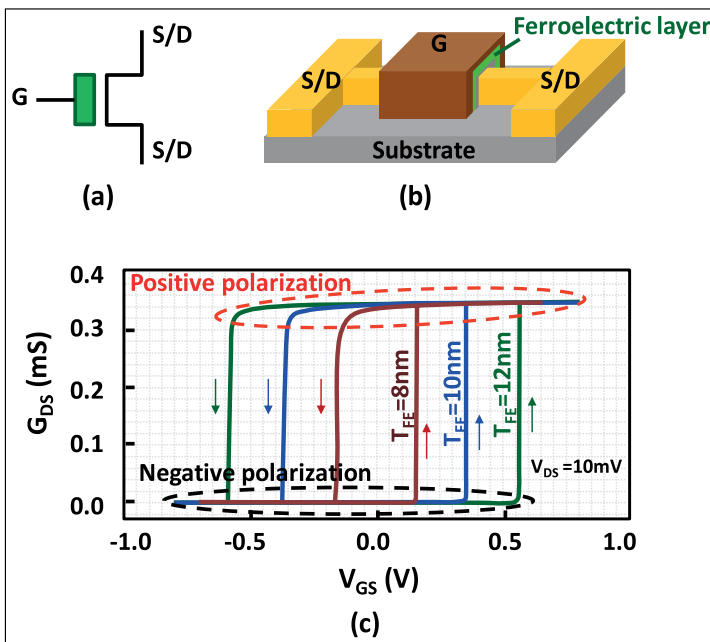 S/D
G
S/D
(a)
Ferroelectric layer
G
S/D
S/D
Substrate
(b)
0.4
0.3
0.2
0.1
0.0
G_DS (mS)
Positive polarization
T_FE=8nm
T_FE=10nm
T_FE=12nm
Negative polarization
V_DS =10mV
-1.0 -0.5 0.0 0.5 1.0
V_GS (V)
(c)